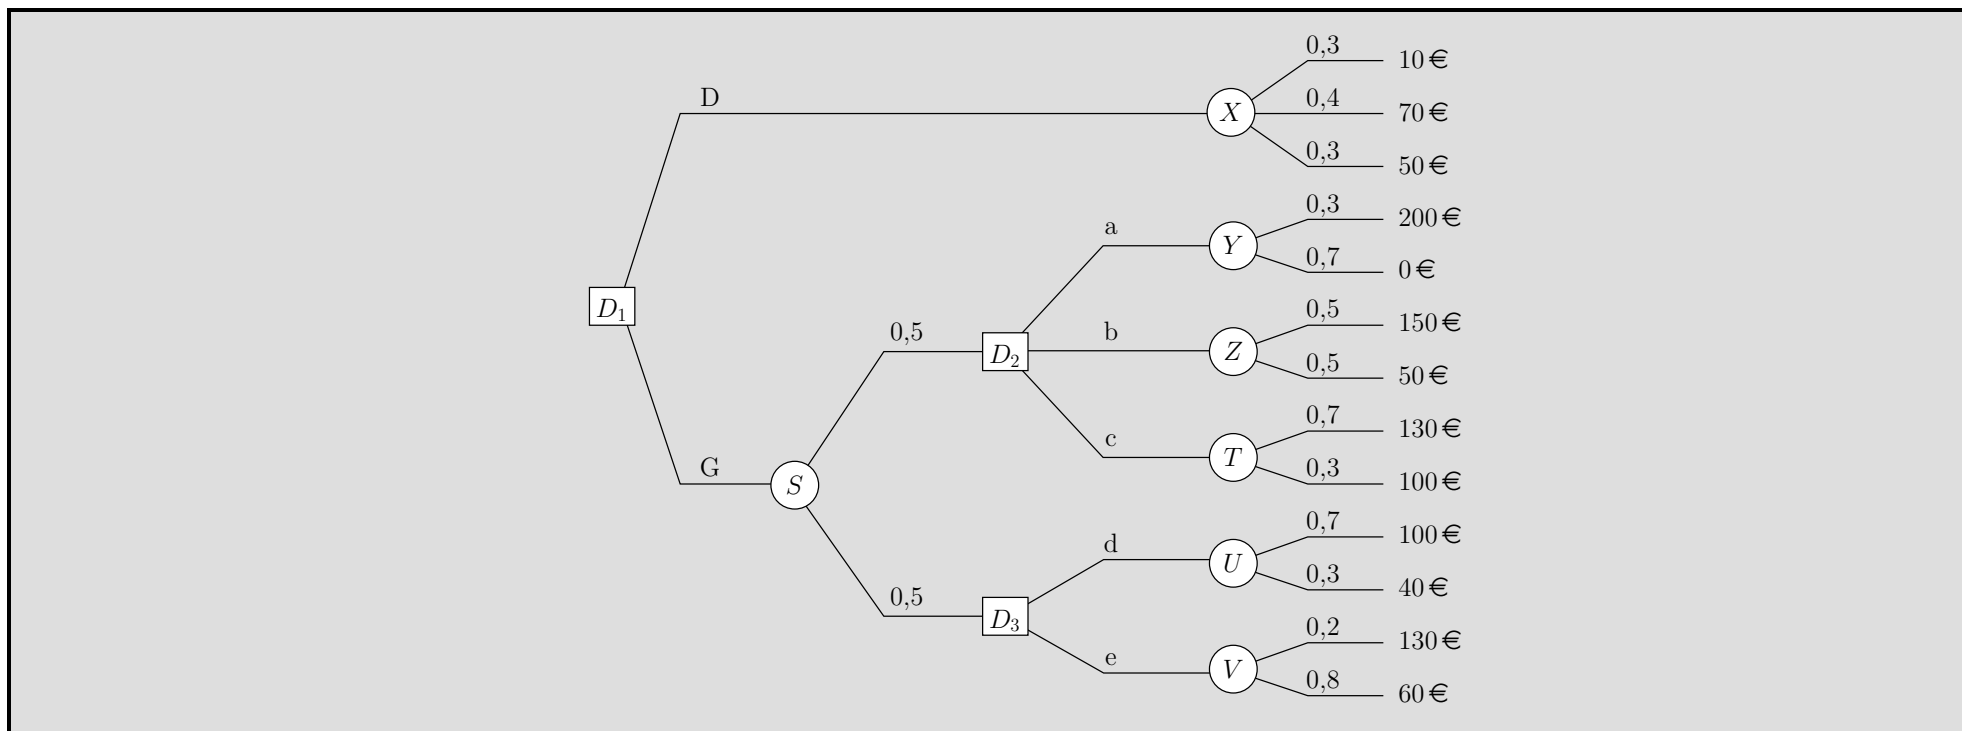 0,3 10 €
D X 0,4 70 €
0,3 50 €
0,3 200 €
a Y
0,7 0 €
D₁
0,5 150 €
0,5 D₂ b Z
0,5 50 €
0,7 130 €
c T
0,3 100 €
G S
0,7 100 €
d U
0,3 40 €
0,5 D₃
0,2 130 €
e V
0,8 60 €